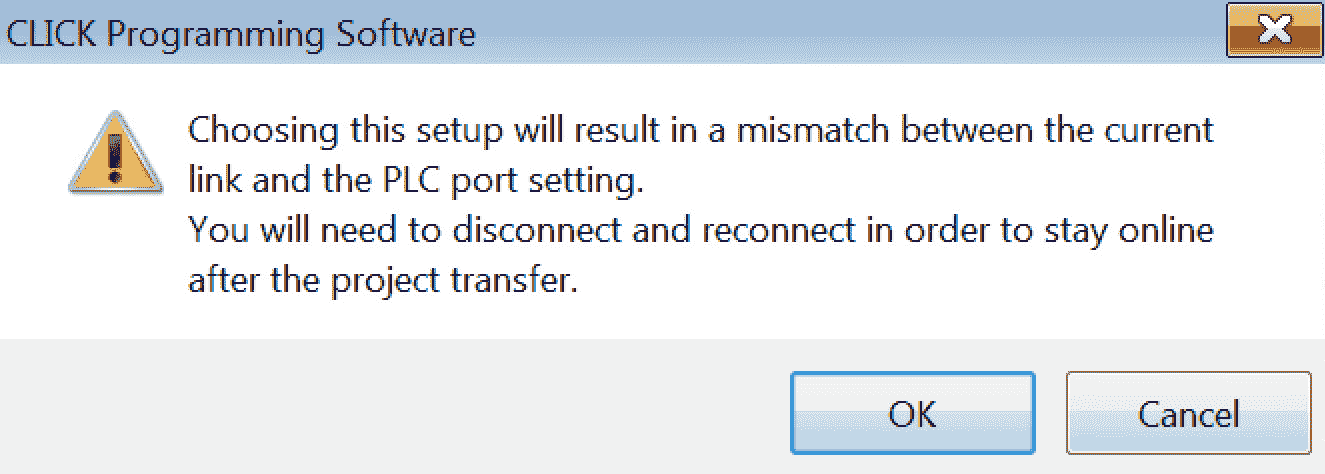 CLICK Programming Software
Choosing this setup will result in a mismatch between the current
link and the PLC port setting.
You will need to disconnect and reconnect in order to stay online
after the project transfer.
OK
Cancel